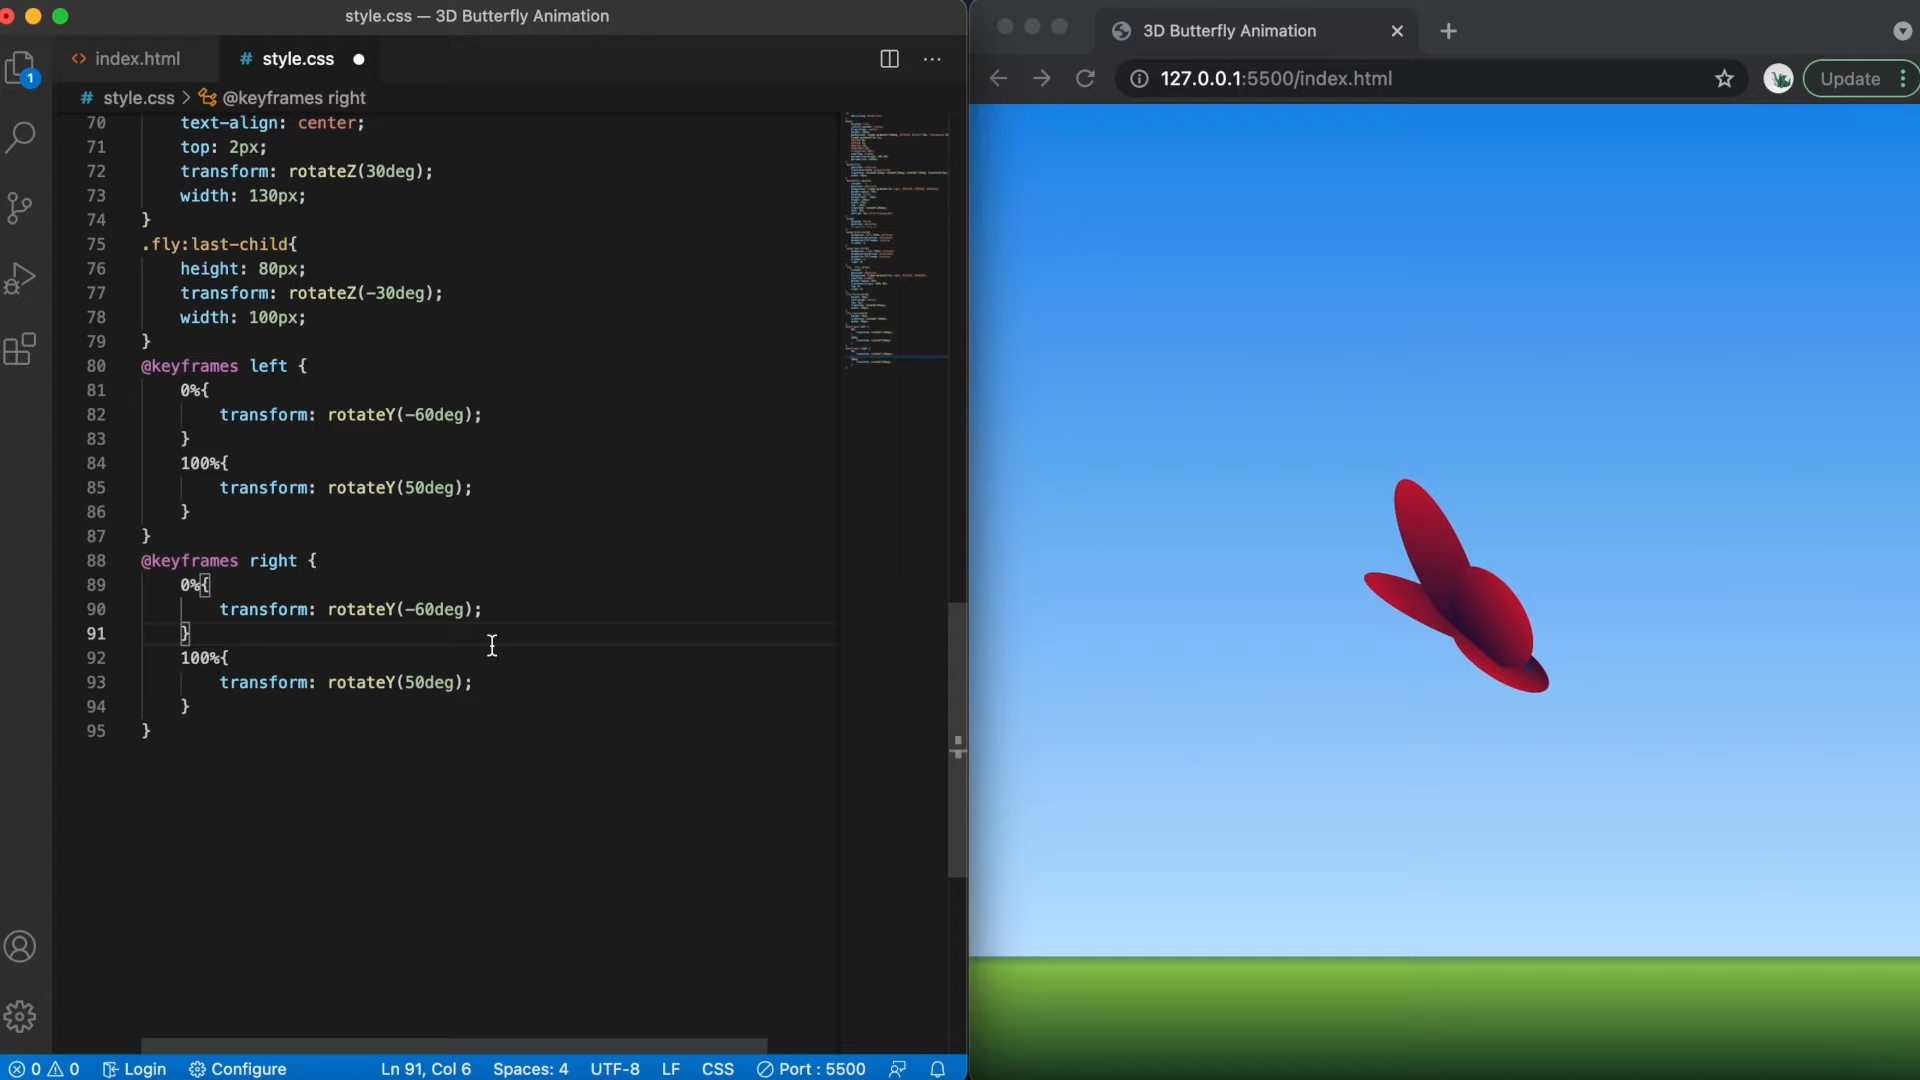 style.css — 3D Butterfly Animation
index.html
style.css
style.css > @keyframes right
70 text-align: center;
71 top: 2px;
72 transform: rotateZ(30deg);
73 width: 130px;
74 }
75 .fly:last-child{
76 height: 80px;
77 transform: rotateZ(-30deg);
78 width: 100px;
79 }
80 @keyframes left {
81 0%{
82 transform: rotateY(-60deg);
83 }
84 100%{
85 transform: rotateY(50deg);
86 }
87 }
88 @keyframes right {
89 0%{
90 transform: rotateY(-60deg);
91 }
92 100%{
93 transform: rotateY(50deg);
94 }
95 }
1
0 0 Login Configure Ln 91, Col 6 Spaces: 4 UTF-8 LF CSS Port : 5500
3D Butterfly Animation
127.0.0.1:5500/index.html
Update